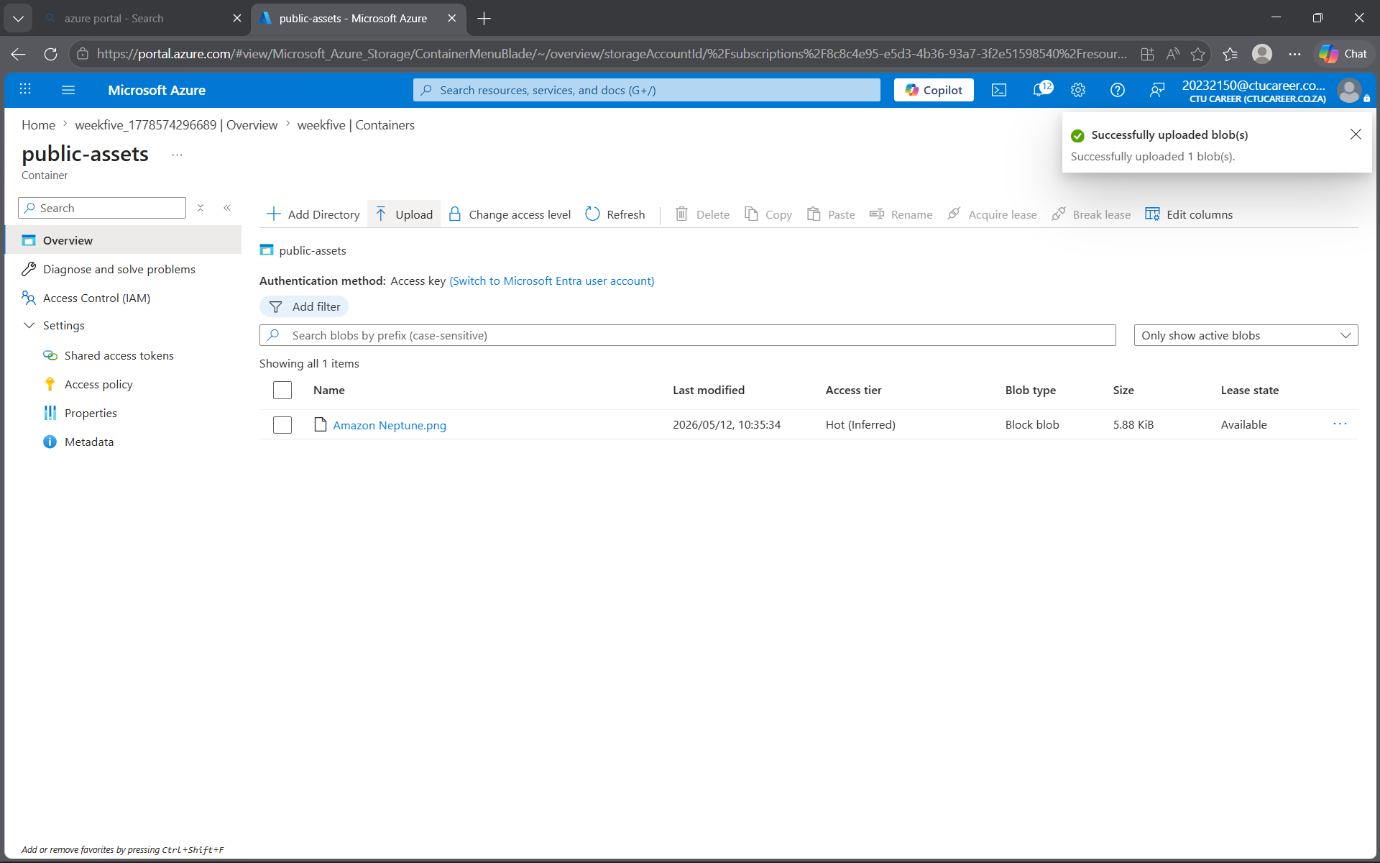 azure portal - Search
public-assets - Microsoft Azure
https://portal.azure.com/#view/Microsoft_Azure_Storage/ContainerMenuBlade/~/overview/storageAccountId/%2Fsubscriptions%2F8c8c4e95-e5d3-4b36-93a7-3f2e51598540%2Fresour...
Chat
Microsoft Azure
Search resources, services, and docs (G+/)
Copilot
12
20232150@ctucareer.co...
CTU CAREER (CTUCAREER.CO.ZA)
Home > weekfive_1778574296689 | Overview > weekfive | Containers
Successfully uploaded blob(s)
Successfully uploaded 1 blob(s).
public-assets ...
Container
Search
Add Directory Upload Change access level Refresh Delete Copy Paste Rename Acquire lease Break lease Edit columns
Overview
Diagnose and solve problems
Access Control (IAM)
Settings
Shared access tokens
Access policy
Properties
Metadata
public-assets
Authentication method: Access key (Switch to Microsoft Entra user account)
Add filter
Search blobs by prefix (case-sensitive)
Only show active blobs
Showing all 1 items
Name Last modified Access tier Blob type Size Lease state
Amazon Neptune.png 2026/05/12, 10:35:34 Hot (Inferred) Block blob 5.88 KiB Available ...
Add or remove favorites by pressing Ctrl+Shift+F